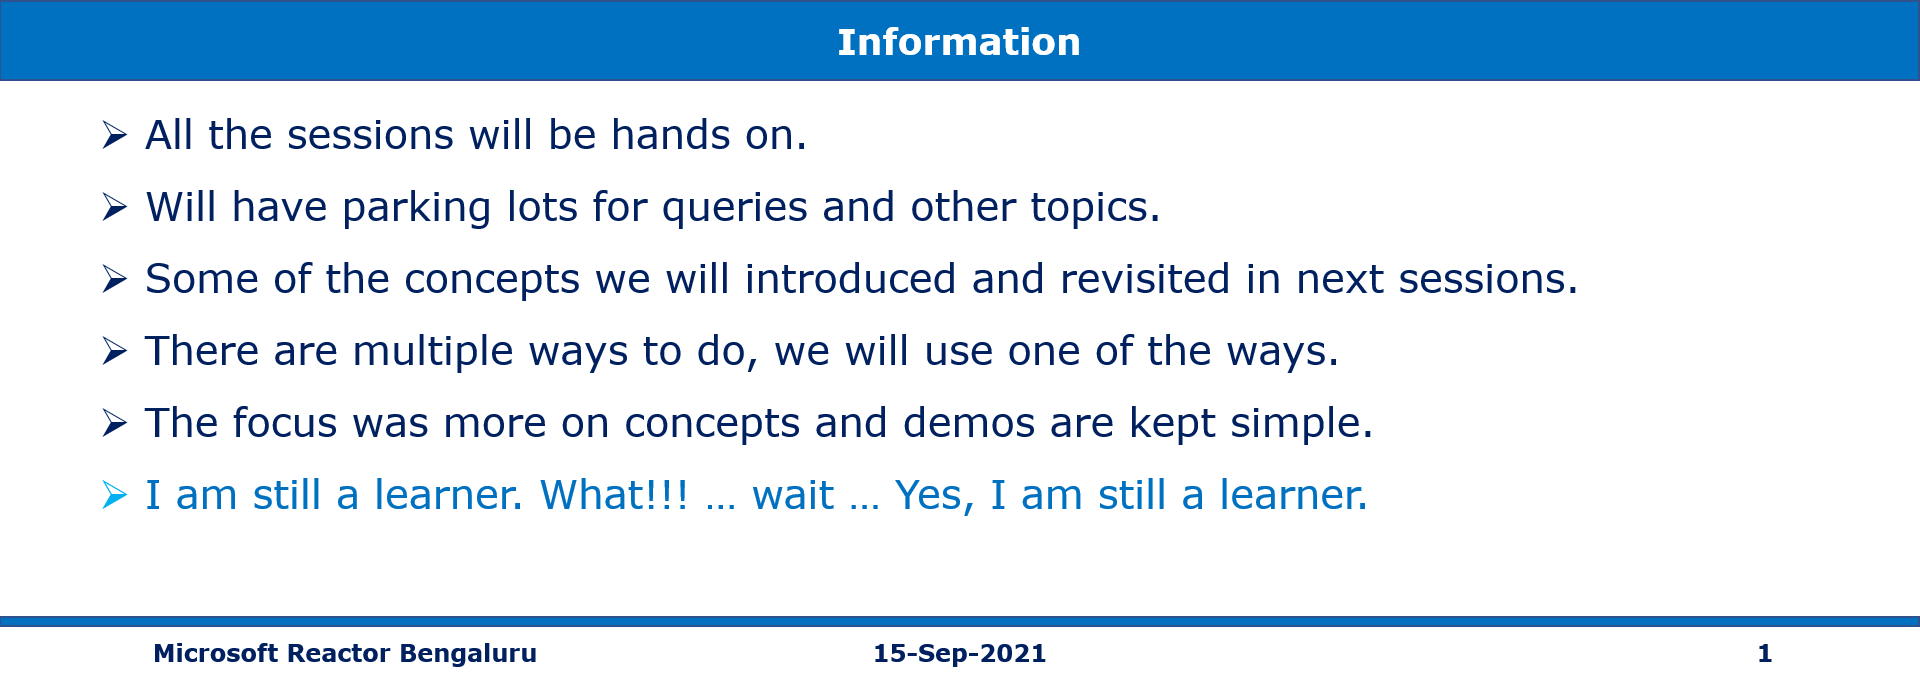 Information
All the sessions will be hands on.
Will have parking lots for queries and other topics.
Some of the concepts we will introduced and revisited in next sessions.
There are multiple ways to do, we will use one of the ways.
The focus was more on concepts and demos are kept simple.
I am still a learner. What!!! … wait … Yes, I am still a learner.
Microsoft Reactor Bengaluru 15-Sep-2021 1